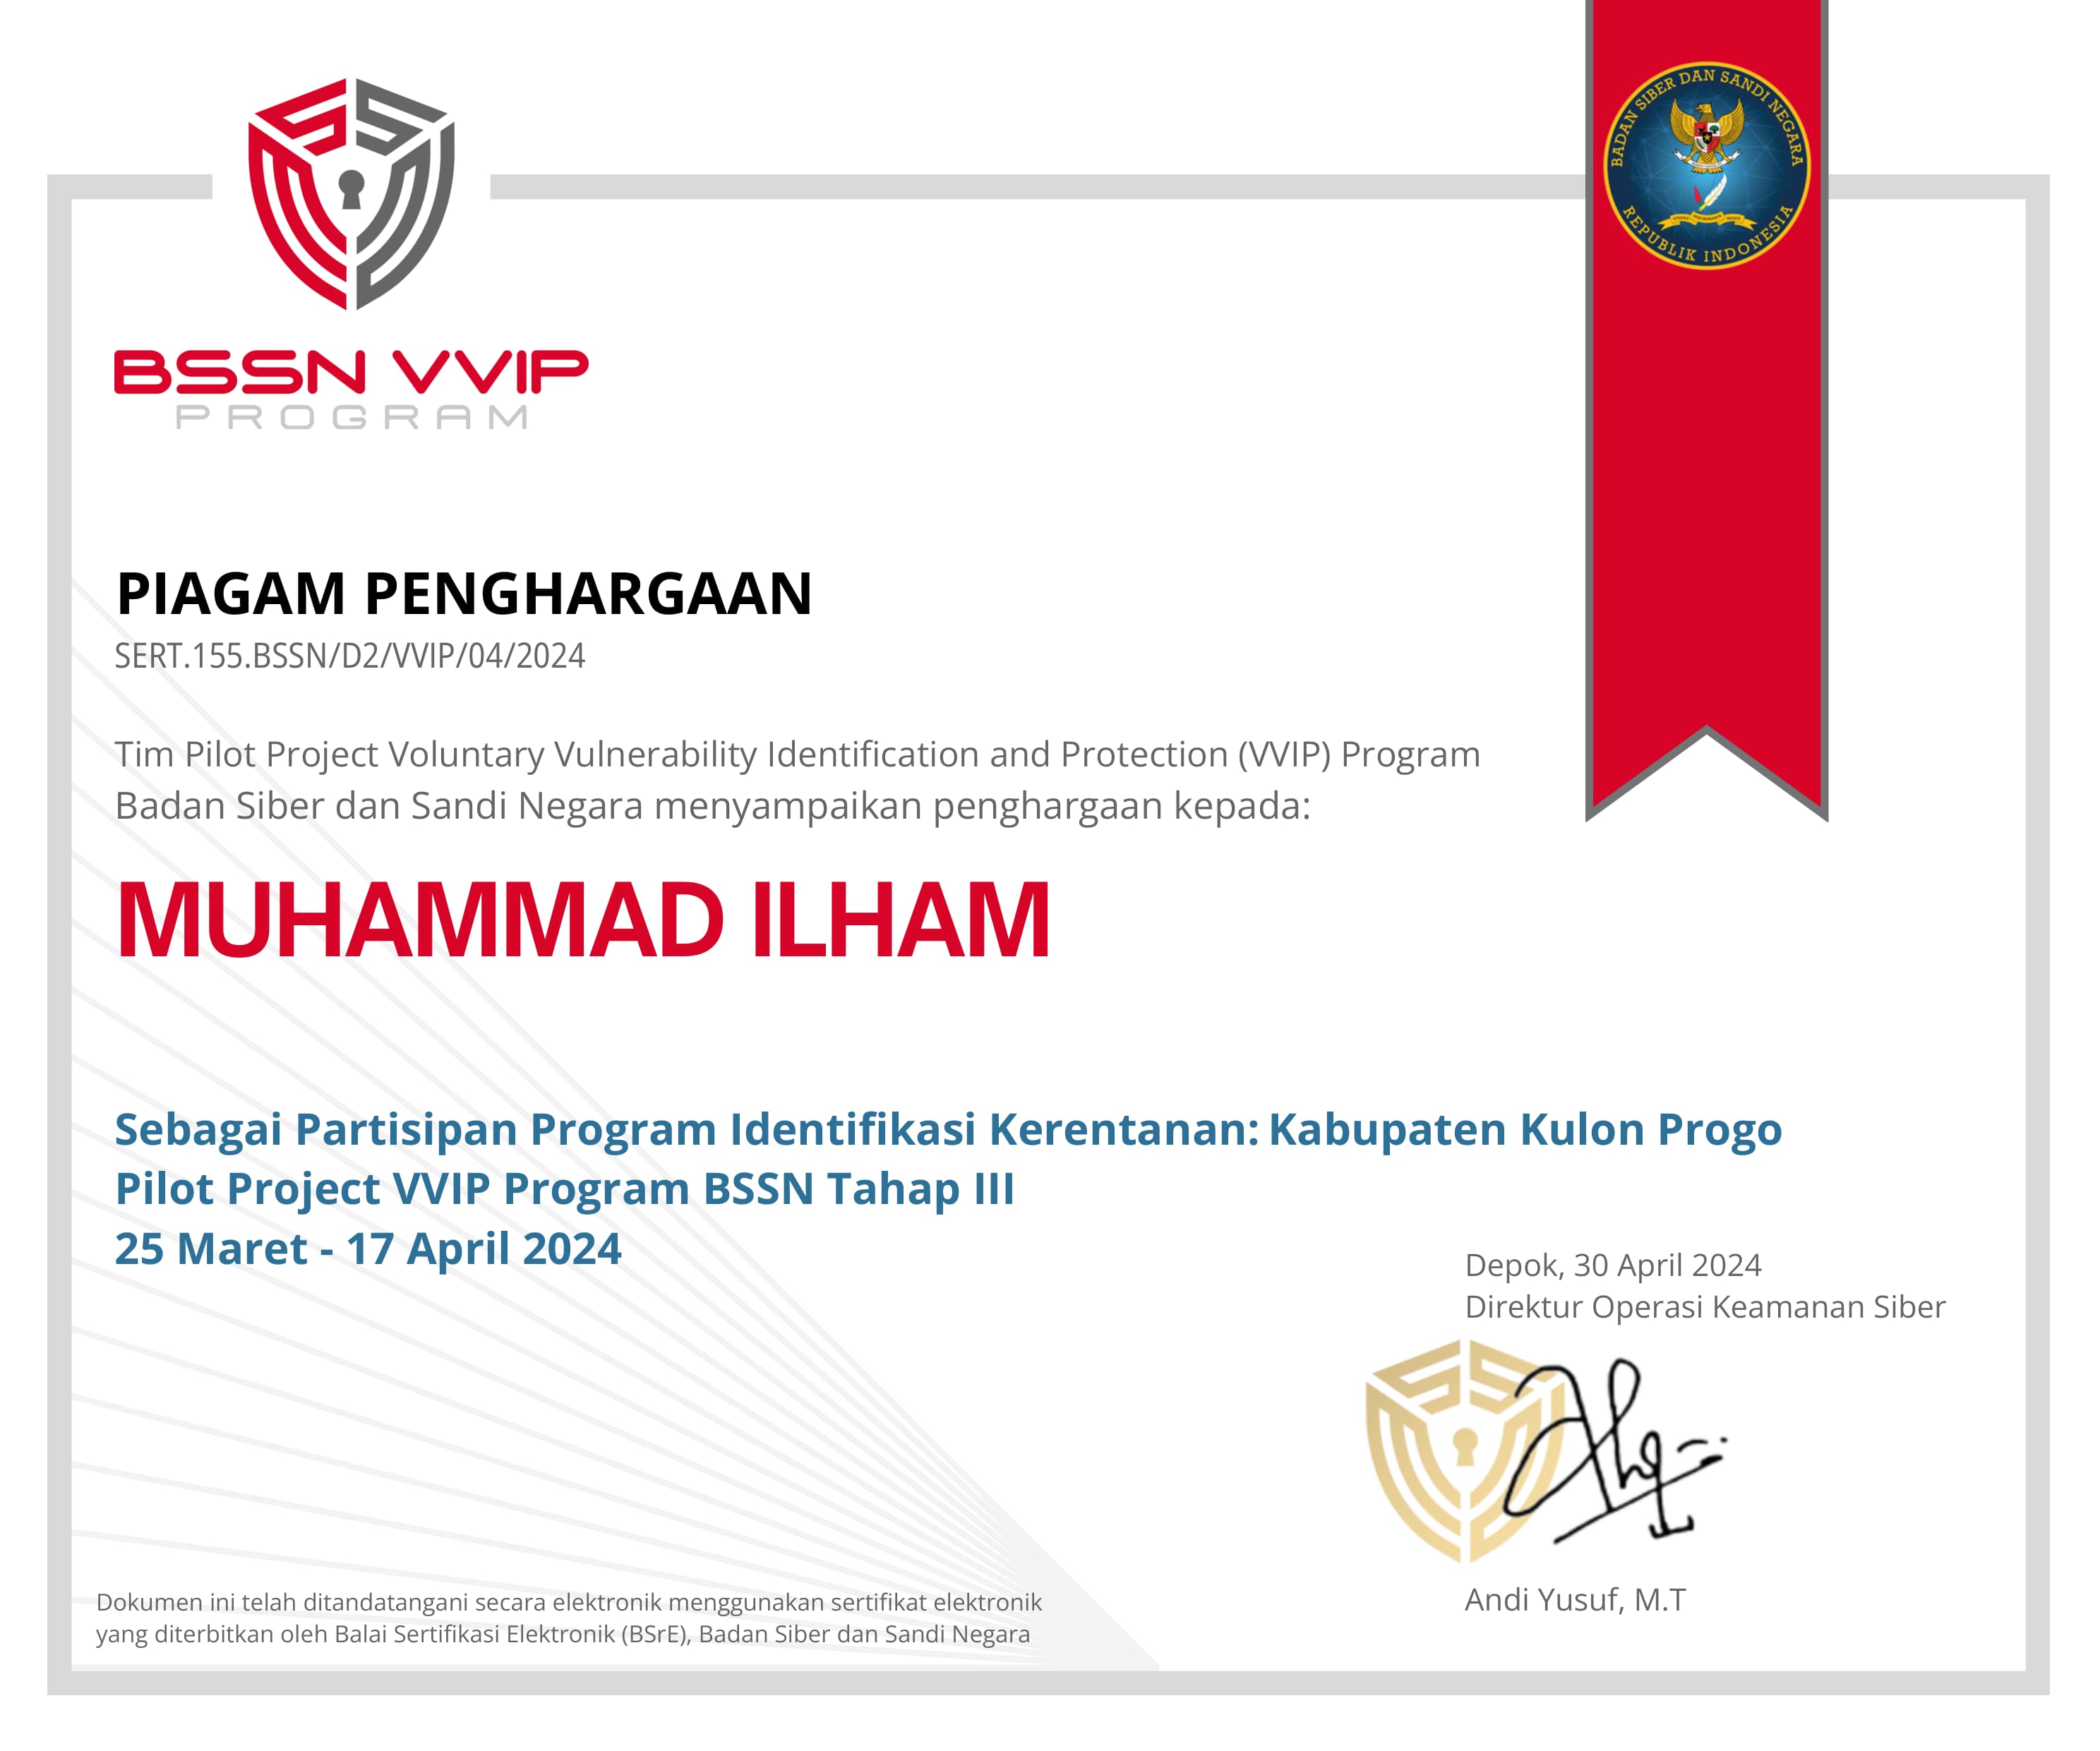 BADAN SIBER DAN SANDI NEGARA
REPUBLIK INDONESIA
BSSN VVIP
PROGRAM
PIAGAM PENGHARGAAN
SERT.155.BSSN/D2/VVIP/04/2024
Tim Pilot Project Voluntary Vulnerability Identification and Protection (VVIP) Program
Badan Siber dan Sandi Negara menyampaikan penghargaan kepada:
MUHAMMAD ILHAM
Sebagai Partisipan Program Identifikasi Kerentanan: Kabupaten Kulon Progo
Pilot Project VVIP Program BSSN Tahap III
25 Maret - 17 April 2024
Depok, 30 April 2024
Direktur Operasi Keamanan Siber
Andi Yusuf, M.T
Dokumen ini telah ditandatangani secara elektronik menggunakan sertifikat elektronik
yang diterbitkan oleh Balai Sertifikasi Elektronik (BSrE), Badan Siber dan Sandi Negara